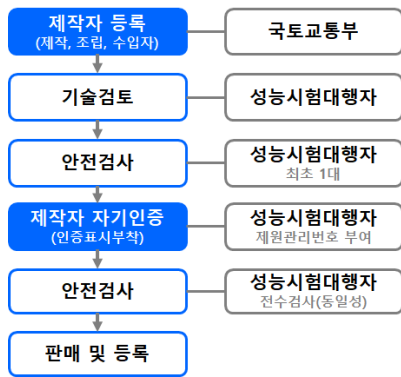 제작자 등록
(제작, 조립, 수입자)
국토교통부
기술검토
성능시험대행자
안전검사
성능시험대행자
최초 1대
제작자 자기인증
(인증표시부착)
성능시험대행자
제원관리번호 부여
안전검사
성능시험대행자
전수검사(동일성)
판매 및 등록